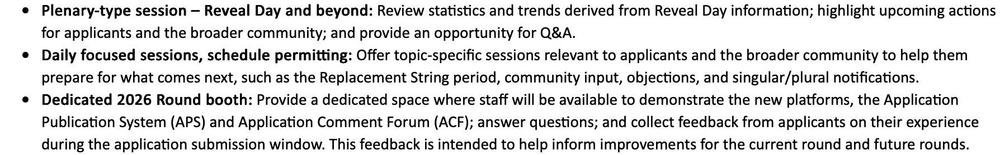 • Plenary-type session – Reveal Day and beyond: Review statistics and trends derived from Reveal Day information; highlight upcoming actions
for applicants and the broader community; and provide an opportunity for Q&A.
• Daily focused sessions, schedule permitting: Offer topic-specific sessions relevant to applicants and the broader community to help them
prepare for what comes next, such as the Replacement String period, community input, objections, and singular/plural notifications.
• Dedicated 2026 Round booth: Provide a dedicated space where staff will be available to demonstrate the new platforms, the Application
Publication System (APS) and Application Comment Forum (ACF); answer questions; and collect feedback from applicants on their experience
during the application submission window. This feedback is intended to help inform improvements for the current round and future rounds.